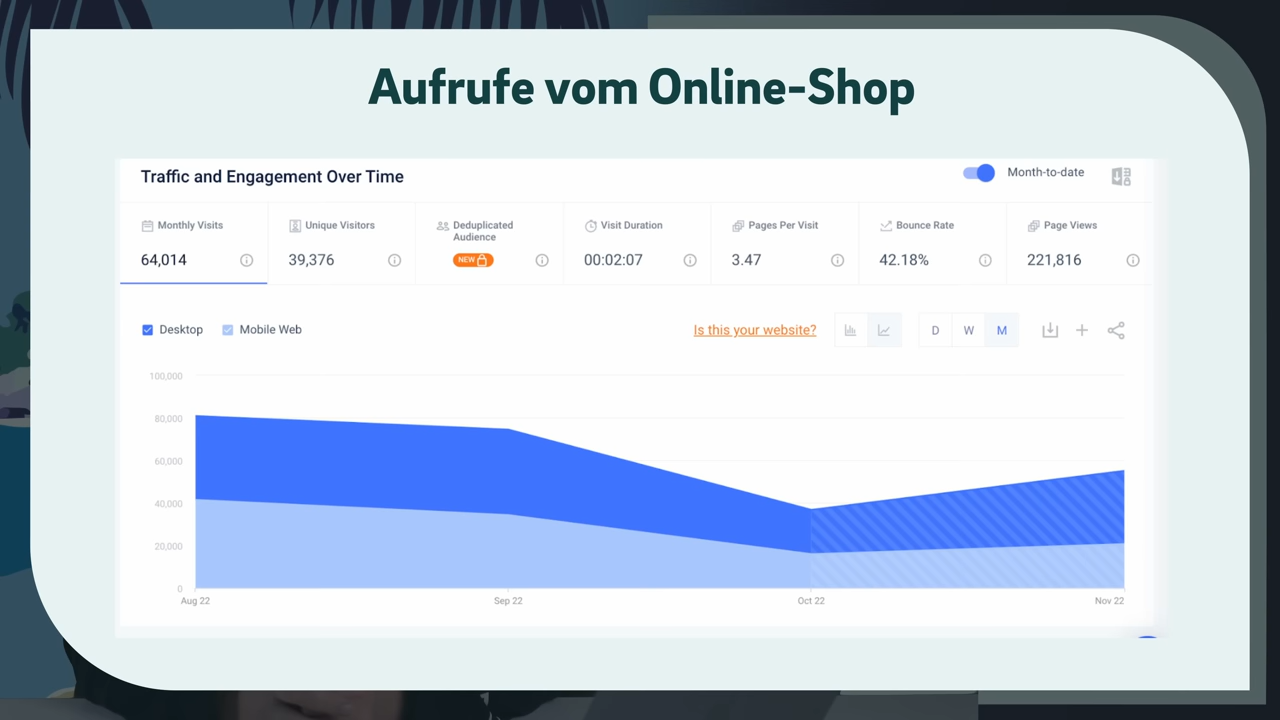 Aufrufe vom Online-Shop
Traffic and Engagement Over Time
Month-to-date
Monthly Visits
64,014
Unique Visitors
39,376
Deduplicated
Audience
NEW
Visit Duration
00:02:07
Pages Per Visit
3.47
Bounce Rate
42.18%
Page Views
221,816
Desktop
Mobile Web
Is this your website?
D
W
M
100,000
80,000
60,000
40,000
20,000
0
Aug 22
Sep 22
Oct 22
Nov 22